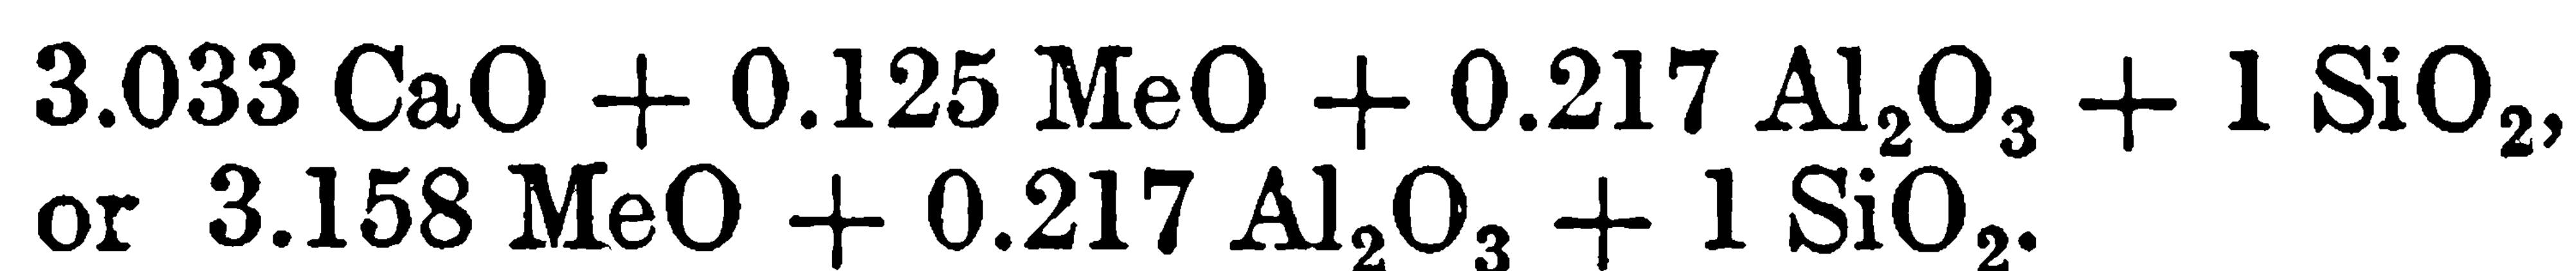 3.033 CaO + 0.125 MeO + 0.217 Al₂O₃ + 1 SiO₂,
or 3.158 MeO + 0.217 Al₂O₃ + 1 SiO₂.